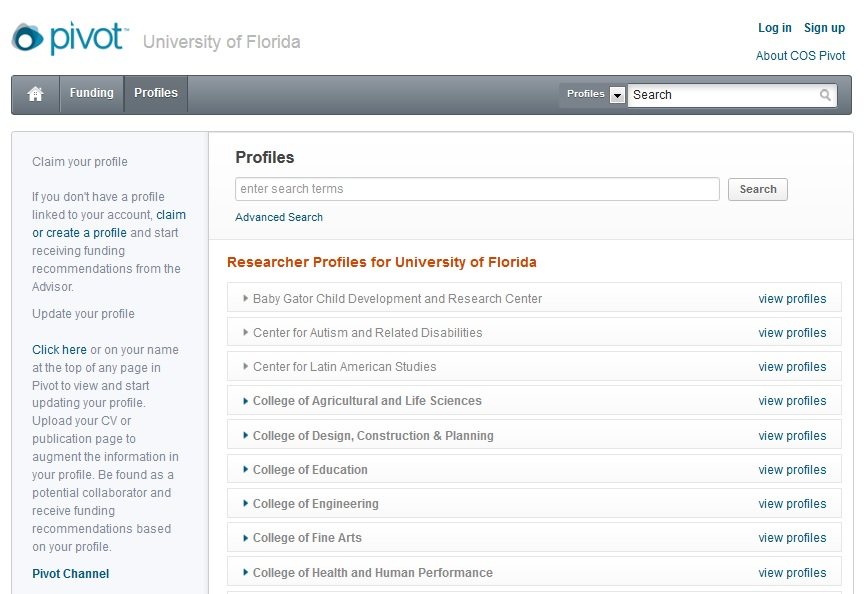 pivot™ University of Florida
Log in Sign up
About COS Pivot
Funding Profiles
Profiles Search
Claim your profile
If you don't have a profile
linked to your account, claim
or create a profile and start
receiving funding
recommendations from the
Advisor.
Update your profile
Click here or on your name
at the top of any page in
Pivot to view and start
updating your profile.
Upload your CV or
publication page to
augment the information in
your profile. Be found as a
potential collaborator and
receive funding
recommendations based
on your profile.
Pivot Channel
Profiles
enter search terms Search
Advanced Search
Researcher Profiles for University of Florida
Baby Gator Child Development and Research Center view profiles
Center for Autism and Related Disabilities view profiles
Center for Latin American Studies view profiles
College of Agricultural and Life Sciences view profiles
College of Design, Construction & Planning view profiles
College of Education view profiles
College of Engineering view profiles
College of Fine Arts view profiles
College of Health and Human Performance view profiles